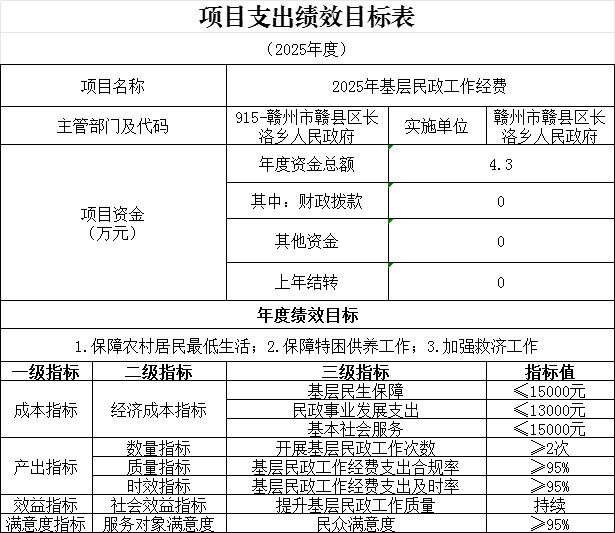 项目支出绩效目标表
（2025年度）
项目名称 2025年基层民政工作经费
主管部门及代码 915-赣州市赣县区长洛乡人民政府 实施单位 赣州市赣县区长洛乡人民政府
项目资金（万元） 年度资金总额 4.3
其中：财政拨款 0
其他资金 0
上年结转 0
年度绩效目标
1.保障农村居民最低生活；2.保障特困供养工作；3.加强救济工作
一级指标 二级指标 三级指标 指标值
成本指标 经济成本指标 基层民生保障 ≤15000元
民政事业发展支出 ≤13000元
基本社会服务 ≤15000元
产出指标 数量指标 开展基层民政工作次数 ≥2次
质量指标 基层民政工作经费支出合规率 ≥95%
时效指标 基层民政工作经费支出及时率 ≥95%
效益指标 社会效益指标 提升基层民政工作质量 持续
满意度指标 服务对象满意度 民众满意度 ≥95%